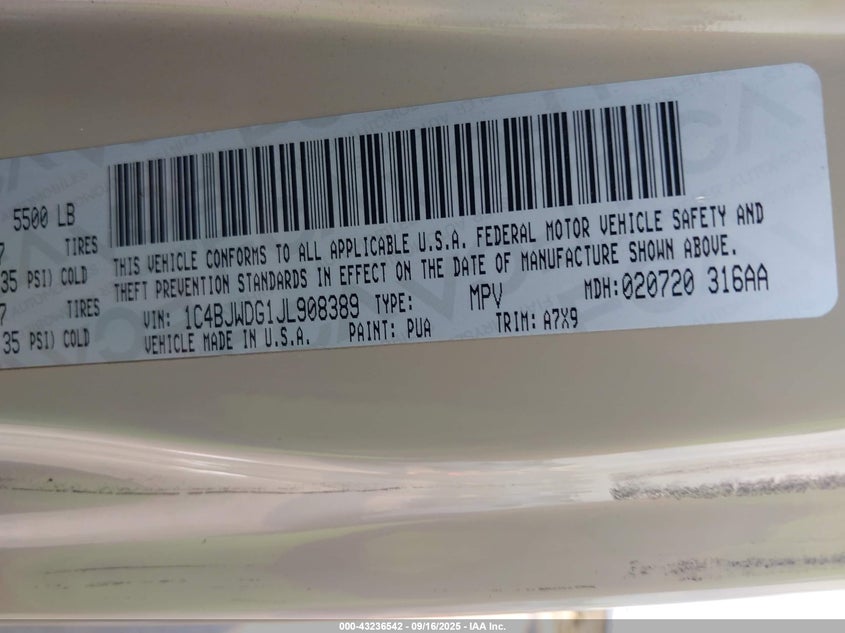 5500 LB
7 TIRES
35 PSI) COLD
7 TIRES
35 PSI) COLD
THIS VEHICLE CONFORMS TO ALL APPLICABLE U.S.A. FEDERAL MOTOR VEHICLE SAFETY AND
THEFT PREVENTION STANDARDS IN EFFECT ON THE DATE OF MANUFACTURE SHOWN ABOVE.
VIN: 1C4BJWDG1JL908389 TYPE: MPV MDH:020720 316AA
VEHICLE MADE IN U.S.A. PAINT: PUA TRIM: A7X9
000-43236542 - 09/16/2025 - IAA Inc.